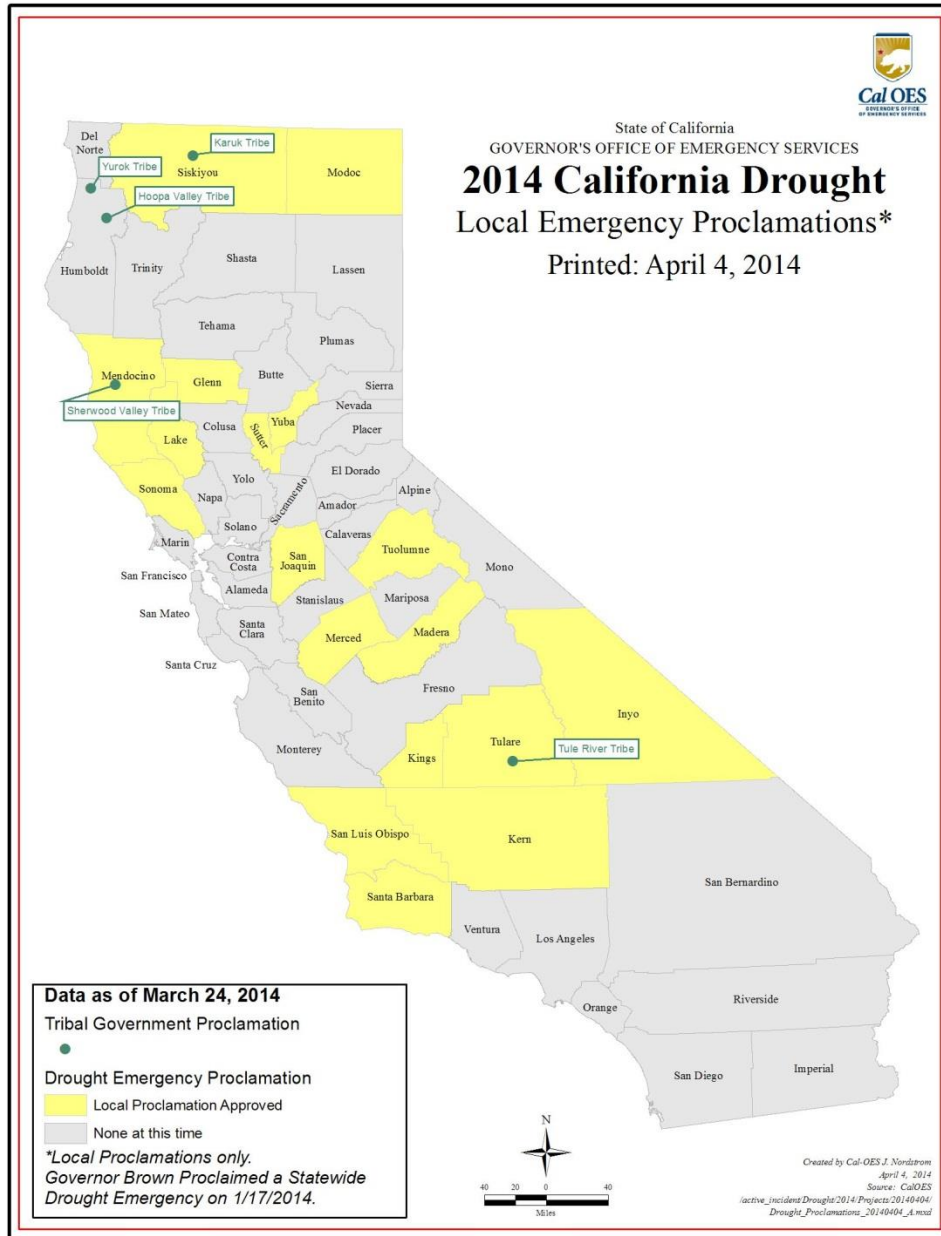 Cal OES
GOVERNOR'S OFFICE
OF EMERGENCY SERVICES
State of California
GOVERNOR'S OFFICE OF EMERGENCY SERVICES
2014 California Drought
Local Emergency Proclamations*
Printed: April 4, 2014
Del
Norte
Karuk Tribe
Yurok Tribe
Siskiyou
Modoc
Hoopa Valley Tribe
Humboldt
Trinity
Shasta
Lassen
Tehama
Plumas
Mendocino
Glenn
Butte
Sierra
Sherwood Valley Tribe
Colusa
Sutter
Yuba
Nevada
Placer
Lake
Sonoma
Napa
Yolo
Sacramento
El Dorado
Alpine
Solano
Amador
Calaveras
Marin
Contra
Costa
San
Joaquin
Tuolumne
Mono
San Francisco
Alameda
Stanislaus
Mariposa
San Mateo
Santa
Clara
Merced
Madera
Santa Cruz
San
Benito
Fresno
Inyo
Monterey
Kings
Tulare
Tule River Tribe
San Luis Obispo
Kern
Santa Barbara
San Bernardino
Ventura
Los Angeles
Orange
Riverside
San Diego
Imperial
Data as of March 24, 2014
Tribal Government Proclamation
Drought Emergency Proclamation
Local Proclamation Approved
None at this time
*Local Proclamations only.
Governor Brown Proclaimed a Statewide
Drought Emergency on 1/17/2014.
N
40 20 0 40
Miles
Created by Cal-OES J. Nordstrom
April 4, 2014
Source: CalOES
/active_incident/Drought/2014/Projects/20140404/
Drought_Proclamations_20140404_A.mxd